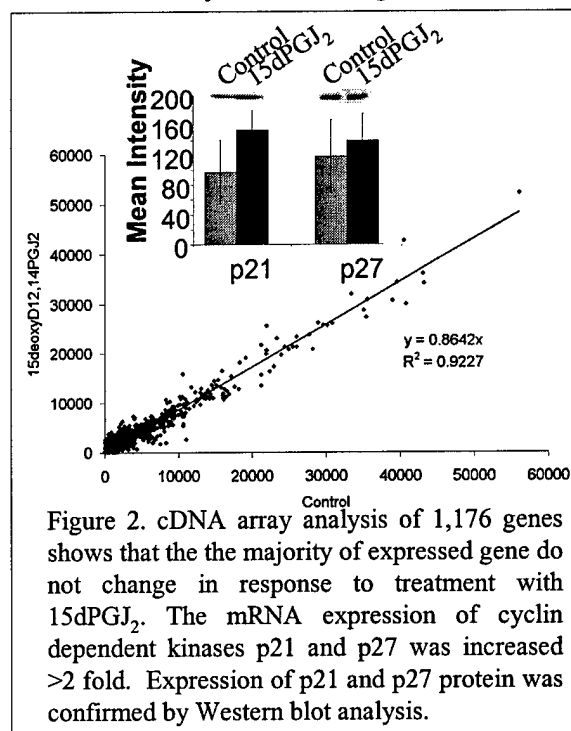 Control
15dPGJ2
Control
15dPGJ2
Mean Intensity
200
160
120
80
40
0
p21
p27
15deoxyD12,14PGJ2
60000
50000
40000
30000
20000
10000
0
y = 0.8642x
R2 = 0.9227
0 10000 20000 30000 40000 50000 60000
Control
Figure 2. cDNA array analysis of 1,176 genes
shows that the the majority of expressed gene do
not change in response to treatment with
15dPGJ2. The mRNA expression of cyclin
dependent kinases p21 and p27 was increased
>2 fold. Expression of p21 and p27 protein was
confirmed by Western blot analysis.